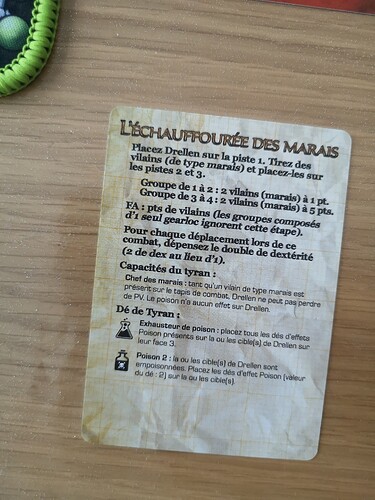 L'ÉCHAUFFOURÉE DES MARAIS
Placez Drellen sur la piste 1. Tirez des
vilains (de type marais) et placez-les sur
les pistes 2 et 3.
Groupe de 1 à 2 : 2 vilains (marais) à 1 pt.
Groupe de 3 à 4 : 2 vilains (marais) à 5 pts.
FA : pts de vilains (les groupes composés
d'1 seul gearloc ignorent cette étape).
Pour chaque déplacement lors de ce
combat, dépensez le double de dextérité
(2 de dex au lieu d'1).
Capacités du tyran :
Chef des marais : tant qu'un vilain de type marais est
présent sur le tapis de combat, Drellen ne peut pas perdre
de PV. Le poison n'a aucun effet sur Drellen.
Dé de Tyran :
Exhausteur de poison : placez tous les dés d'effets
Poison présents sur la ou les cible(s) de Drellen sur
leur face 3.
Poison 2 : la ou les cible(s) de Drellen sont
empoisonnées. Placez les dés d'effet Poison (valeur
du dé : 2) sur la ou les cible(s).